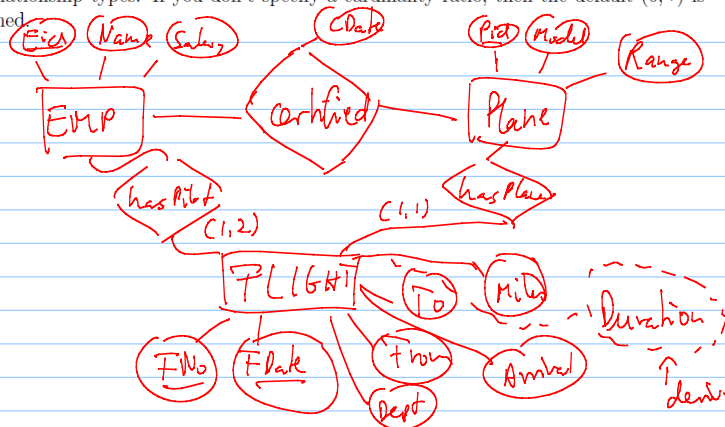 relationship types. If you don't specify a cardinality ratio, then the default (0, *) is
ned.
Eid Name Salary CDate Pid Model Range
EMP Certified Plane
hasPilot hasPlane
(1,2) (1,1)
FLIGHT To Miles Duration
FNo FDate From Arrival
Dept